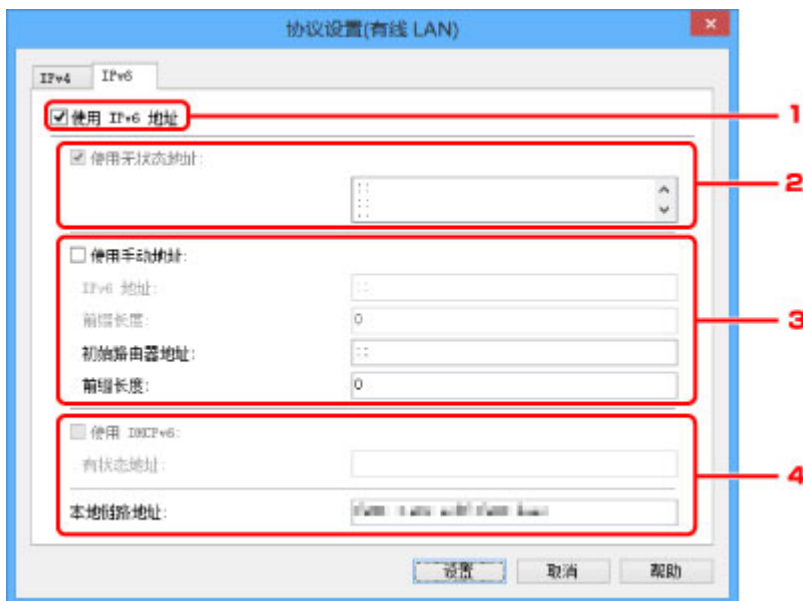 协议设置(有线 LAN)
IPv4 IPv6
使用 IPv6 地址
1
使用无状态地址:
::
::
::
2
使用手动地址:
IPv6 地址: ::
前缀长度: 0
3
初始路由器地址: ::
前缀长度: 0
使用 DHCPv6:
有状态地址:
4
本地链路地址:
设置 取消 帮助